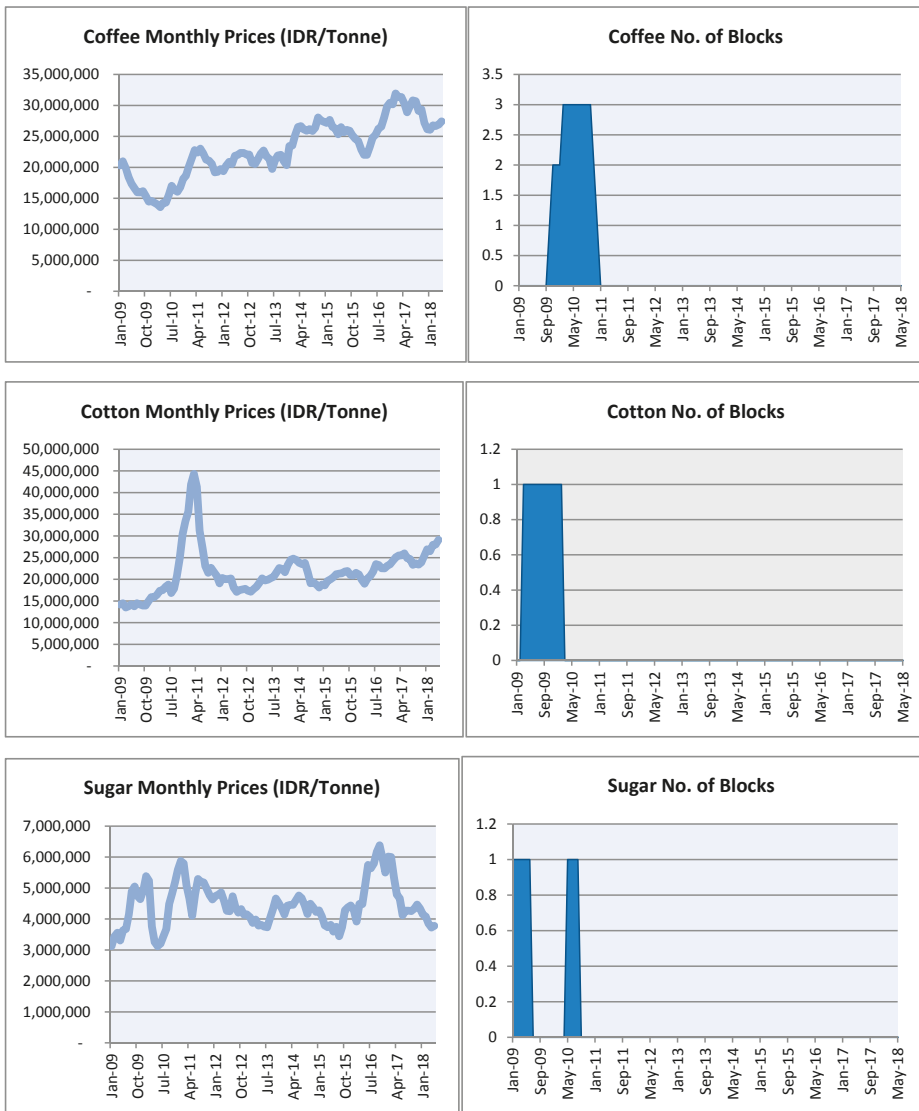 Coffee Monthly Prices (IDR/Tonne)
35,000,000
30,000,000
25,000,000
20,000,000
15,000,000
10,000,000
5,000,000
-
Jan-09
Oct-09
Jul-10
Apr-11
Jan-12
Oct-12
Jul-13
Apr-14
Jan-15
Oct-15
Jul-16
Apr-17
Jan-18
Coffee No. of Blocks
3.5
3
2.5
2
1.5
1
0.5
0
Jan-09
Sep-09
May-10
Jan-11
Sep-11
May-12
Jan-13
Sep-13
May-14
Jan-15
Sep-15
May-16
Jan-17
Sep-17
May-18
Cotton Monthly Prices (IDR/Tonne)
50,000,000
45,000,000
40,000,000
35,000,000
30,000,000
25,000,000
20,000,000
15,000,000
10,000,000
5,000,000
-
Jan-09
Oct-09
Jul-10
Apr-11
Jan-12
Oct-12
Jul-13
Apr-14
Jan-15
Oct-15
Jul-16
Apr-17
Jan-18
Cotton No. of Blocks
1.2
1
0.8
0.6
0.4
0.2
0
Jan-09
Sep-09
May-10
Jan-11
Sep-11
May-12
Jan-13
Sep-13
May-14
Jan-15
Sep-15
May-16
Jan-17
Sep-17
May-18
Sugar Monthly Prices (IDR/Tonne)
7,000,000
6,000,000
5,000,000
4,000,000
3,000,000
2,000,000
1,000,000
-
Jan-09
Oct-09
Jul-10
Apr-11
Jan-12
Oct-12
Jul-13
Apr-14
Jan-15
Oct-15
Jul-16
Apr-17
Jan-18
Sugar No. of Blocks
1.2
1
0.8
0.6
0.4
0.2
0
Jan-09
Sep-09
May-10
Jan-11
Sep-11
May-12
Jan-13
Sep-13
May-14
Jan-15
Sep-15
May-16
Jan-17
Sep-17
May-18